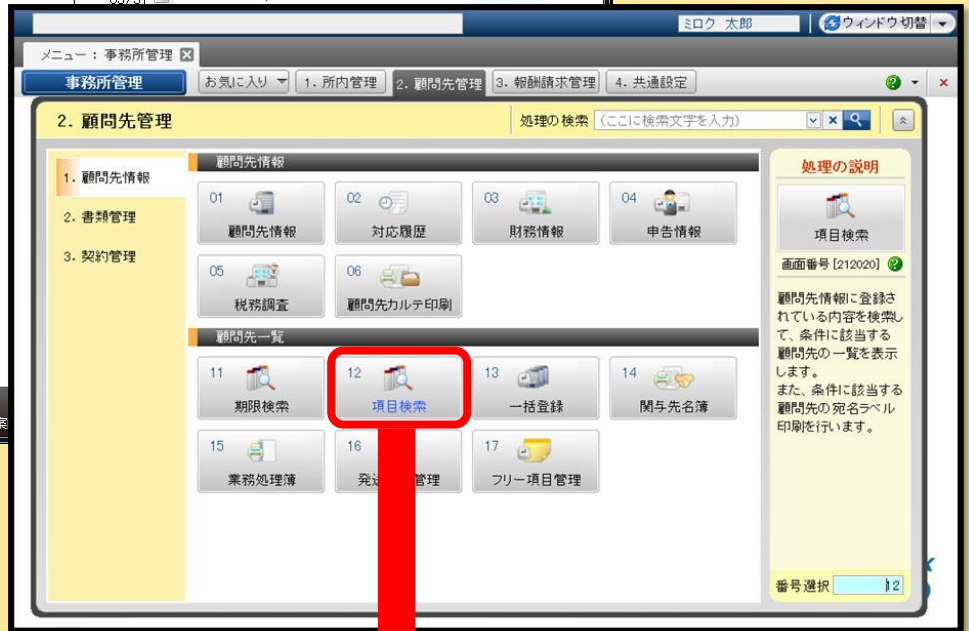 03/31
ミロク 太郎
ウィンドウ切替
メニュー : 事務所管理
事務所管理
お気に入り
1. 所内管理
2. 顧問先管理
3. 報酬請求管理
4. 共通設定
2. 顧問先管理
処理の検索 (ここに検索文字を入力)
1. 顧問先情報
2. 書類管理
3. 契約管理
顧問先情報
01
顧問先情報
02
対応履歴
03
財務情報
04
申告情報
05
税務調査
06
顧問先カルテ印刷
顧問先一覧
11
期限検索
12
項目検索
13
一括登録
14
関与先名簿
15
業務処理簿
16
発送 管理
17
フリー項目管理
処理の説明
項目検索
画面番号 [212020]
顧問先情報に登録さ
れている内容を検索し
て、条件に該当する
顧問先の一覧を表示
します。
また、条件に該当する
顧問先の宛名ラベル
印刷を行います。
番号選択 12